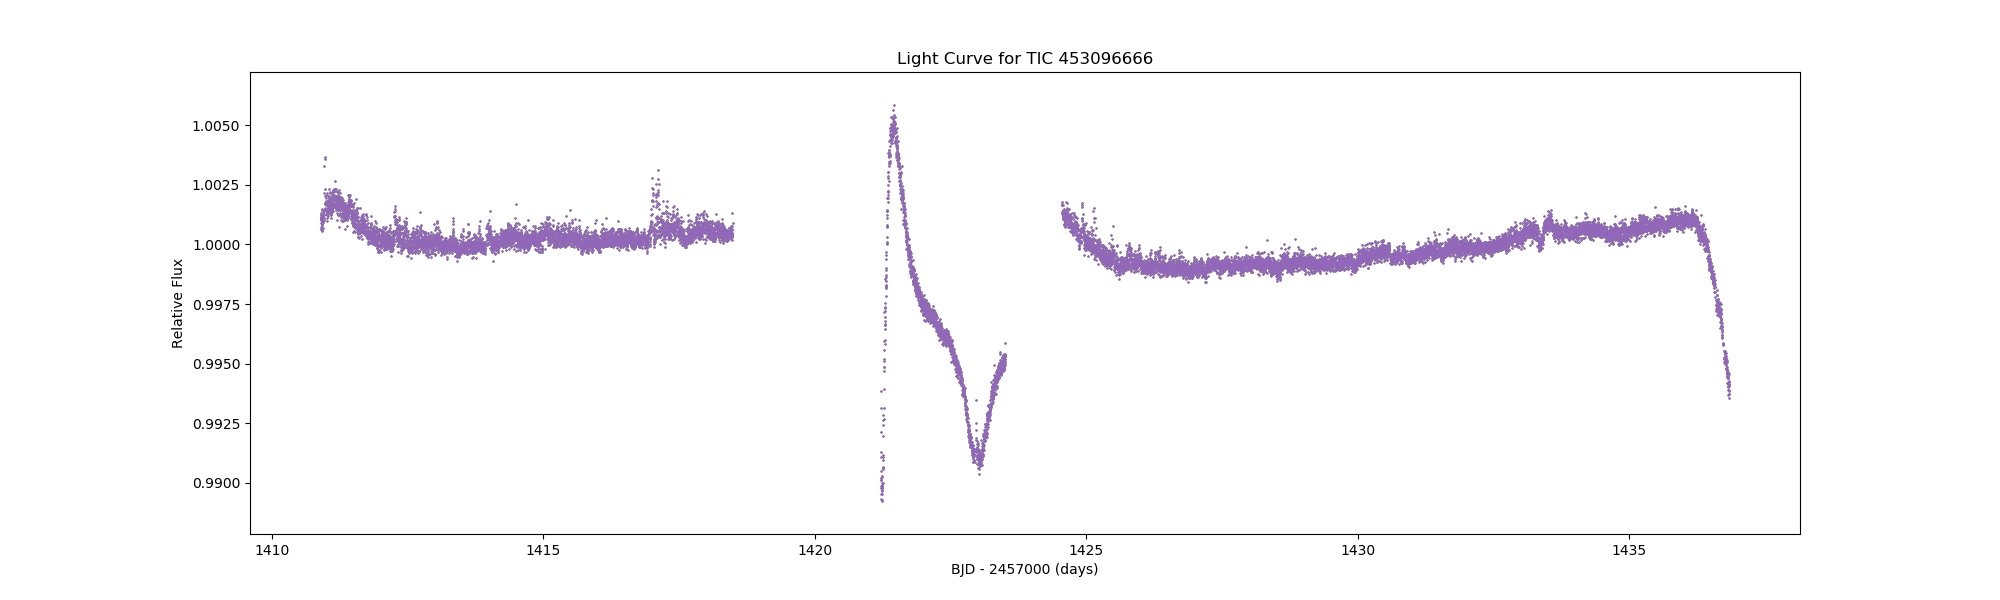 Light Curve for TIC 453096666
Relative Flux
1.0050
1.0025
1.0000
0.9975
0.9950
0.9925
0.9900
1410 1415 1420 1425 1430 1435
BJD - 2457000 (days)